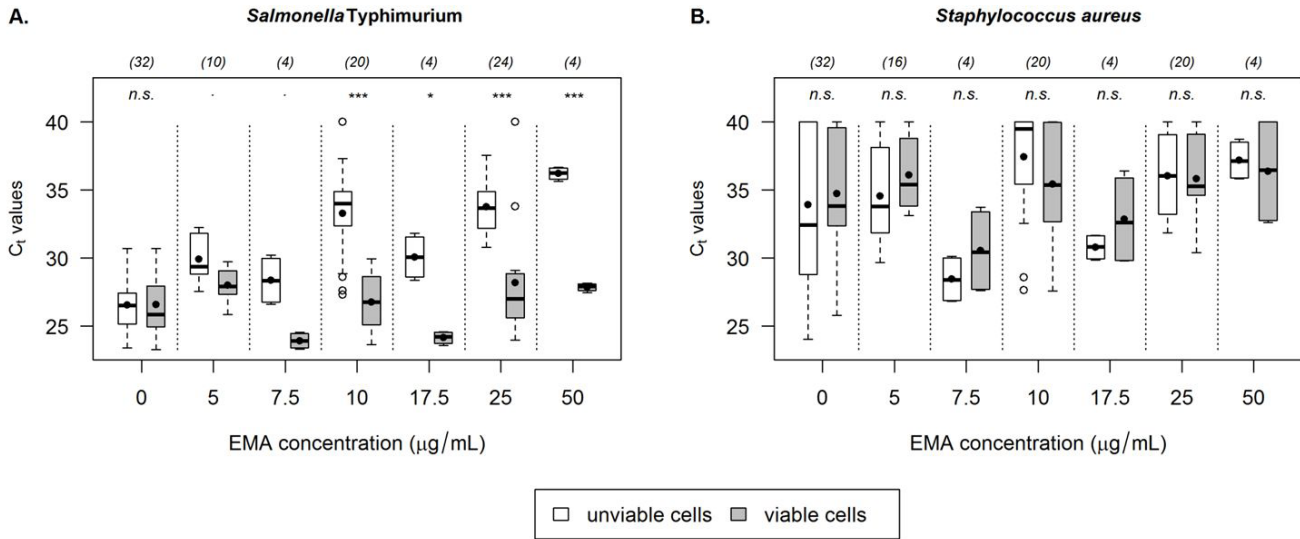 A.
Salmonella Typhimurium
(32) (10) (4) (20) (4) (24) (4)
n.s. . . *** * *** ***
40
35
30
25
Ct values
0 5 7.5 10 17.5 25 50
EMA concentration (μg/mL)
B.
Staphylococcus aureus
(32) (16) (4) (20) (4) (20) (4)
n.s. n.s. n.s. n.s. n.s. n.s. n.s.
40
35
30
25
Ct values
0 5 7.5 10 17.5 25 50
EMA concentration (μg/mL)
unviable cells viable cells